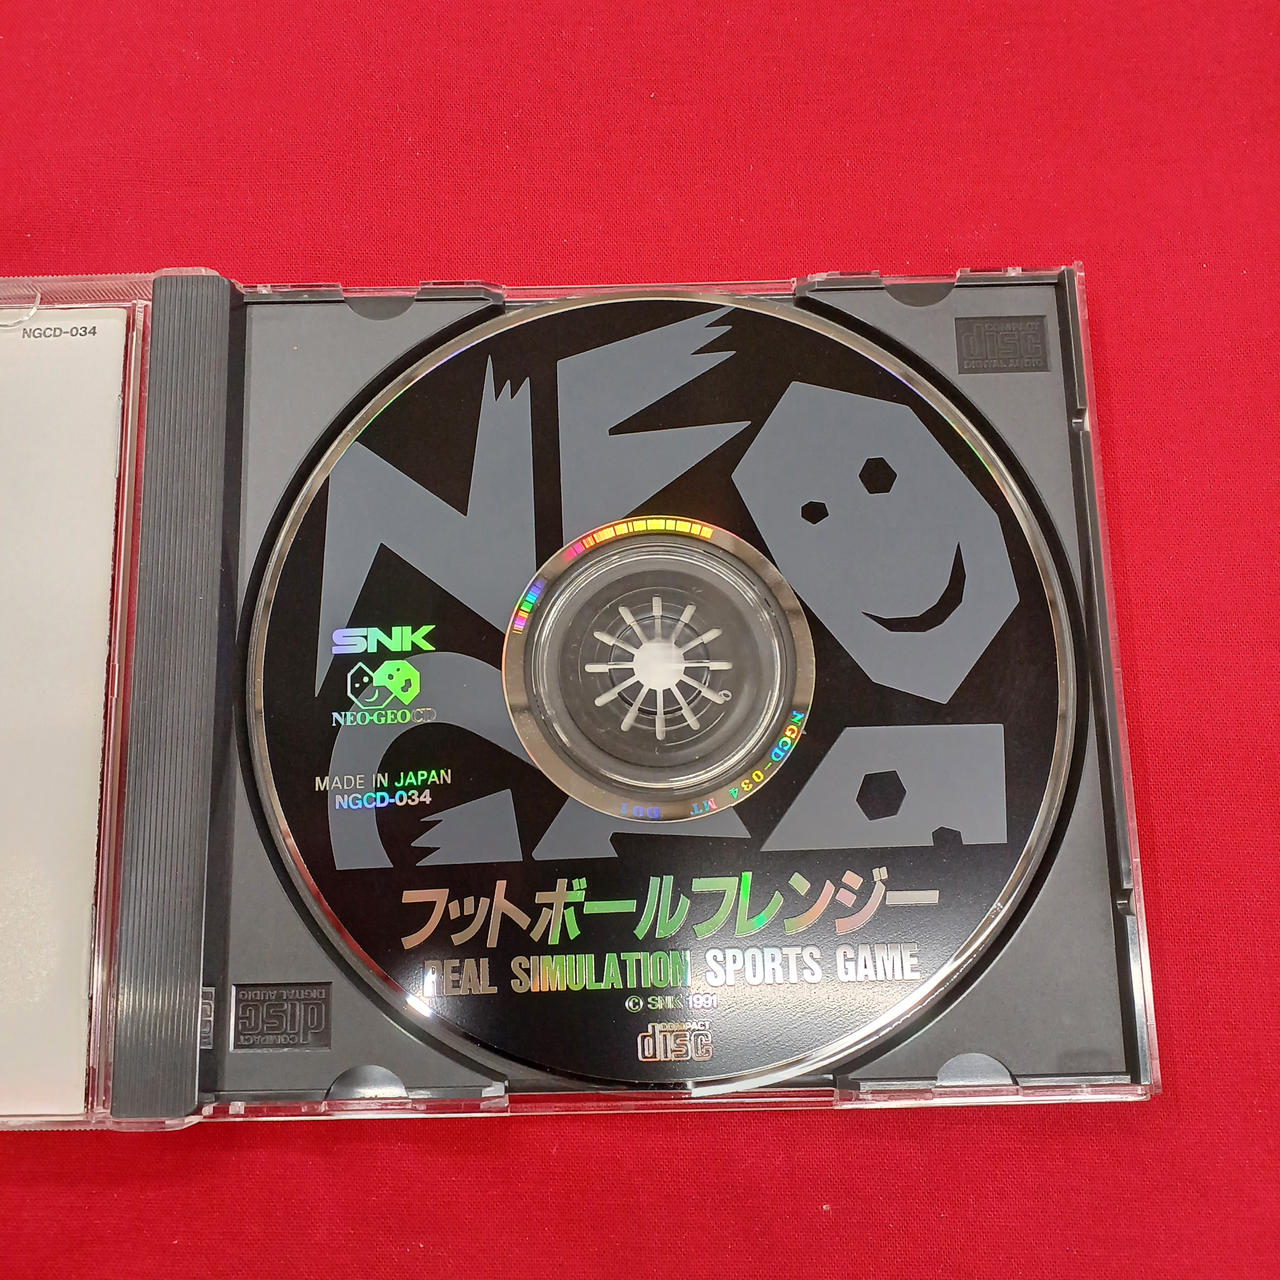 NGCD-034
COMPACT
disc
DIGITAL AUDIO
NEO
GEO
SNK
NEO·GEO CD
MADE IN JAPAN
NGCD-034
NGCD-034 MT B01
フットボールフレンジー
REAL SIMULATION SPORTS GAME
© SNK 1991
COMPACT
disc
COMPACT
disc
DIGITAL AUDIO